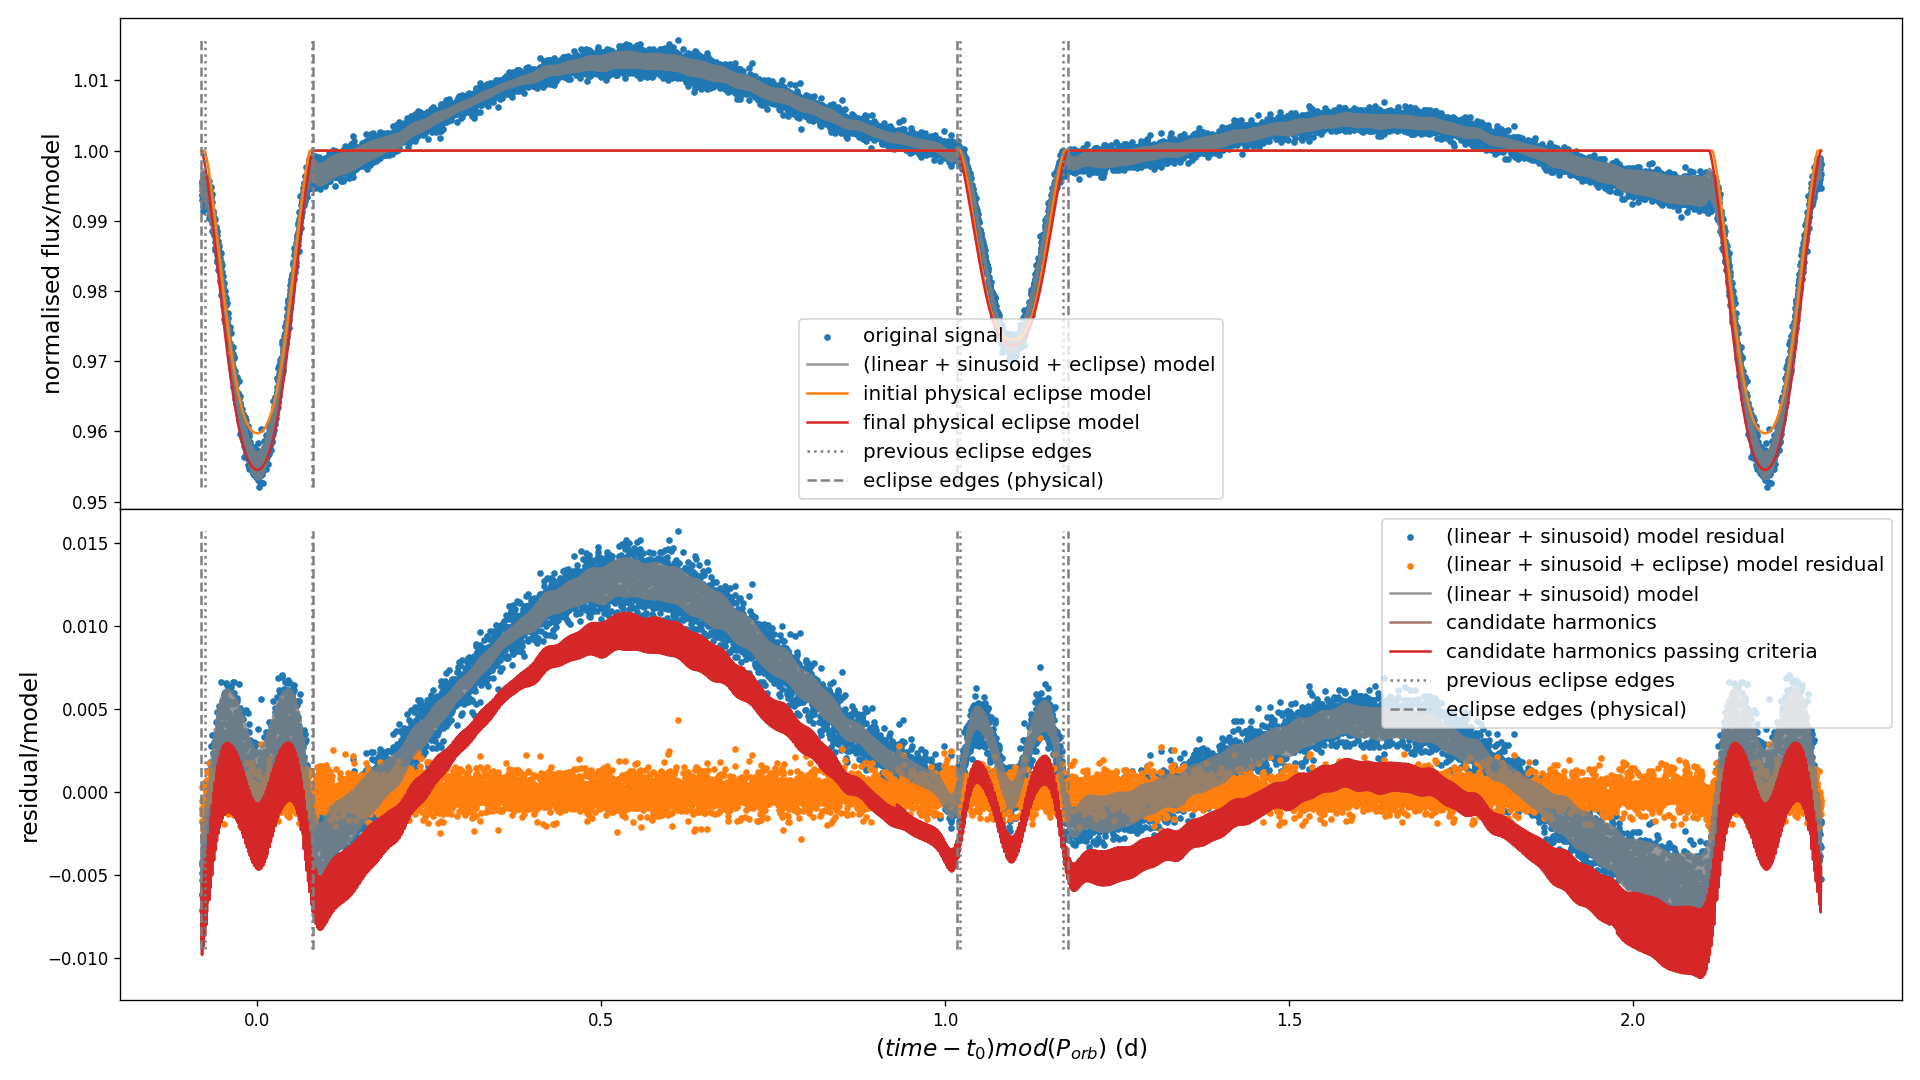 normalised flux/model
1.01
1.00
0.99
0.98
0.97
0.96
0.95
original signal
(linear + sinusoid + eclipse) model
initial physical eclipse model
final physical eclipse model
previous eclipse edges
eclipse edges (physical)
residual/model
0.015
0.010
0.005
0.000
−0.005
−0.010
(linear + sinusoid) model residual
(linear + sinusoid + eclipse) model residual
(linear + sinusoid) model
candidate harmonics
candidate harmonics passing criteria
previous eclipse edges
eclipse edges (physical)
0.0 0.5 1.0 1.5 2.0
(time − t₀)mod(P_orb) (d)